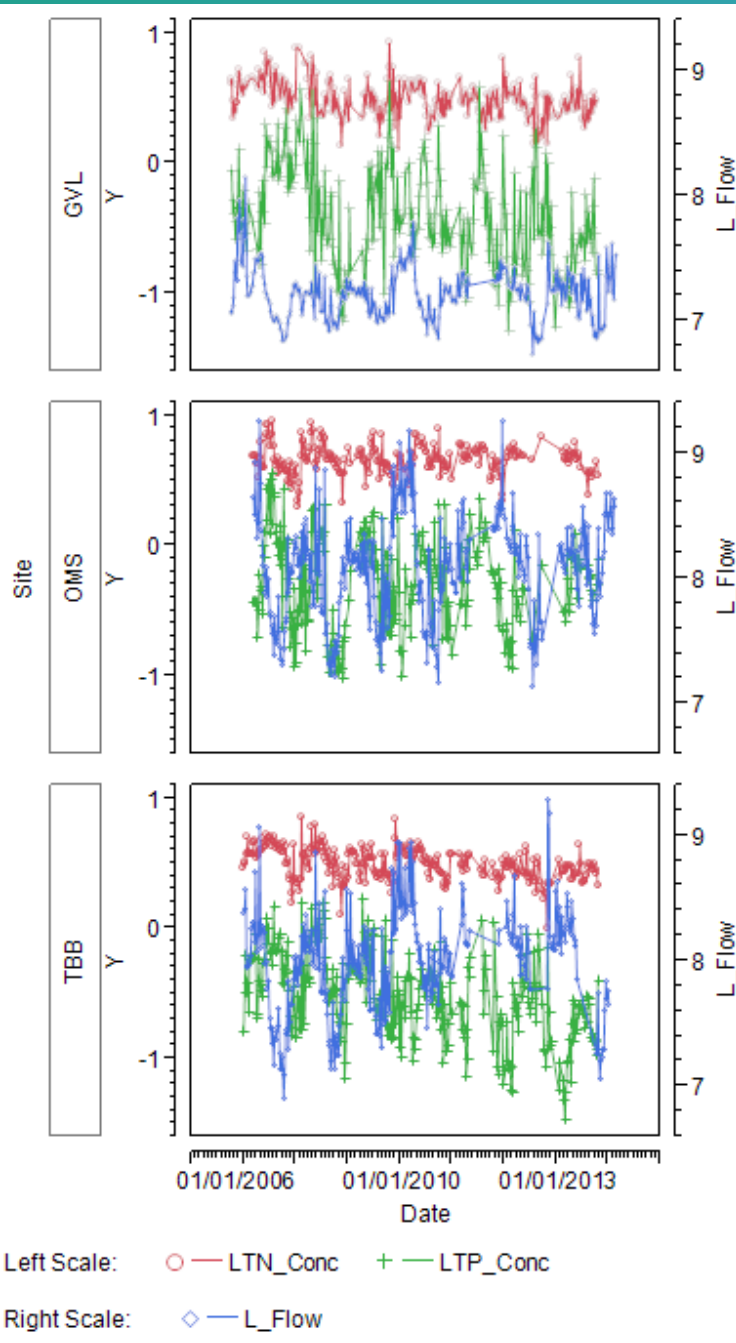 1
0
-1
9
8
7
GVL
Y
L_Flow
1
0
-1
9
8
7
Site
OMS
Y
L_Flow
1
0
-1
9
8
7
TBB
Y
L_Flow
01/01/2006 01/01/2010 01/01/2013
Date
Left Scale: LTN_Conc LTP_Conc
Right Scale: L_Flow